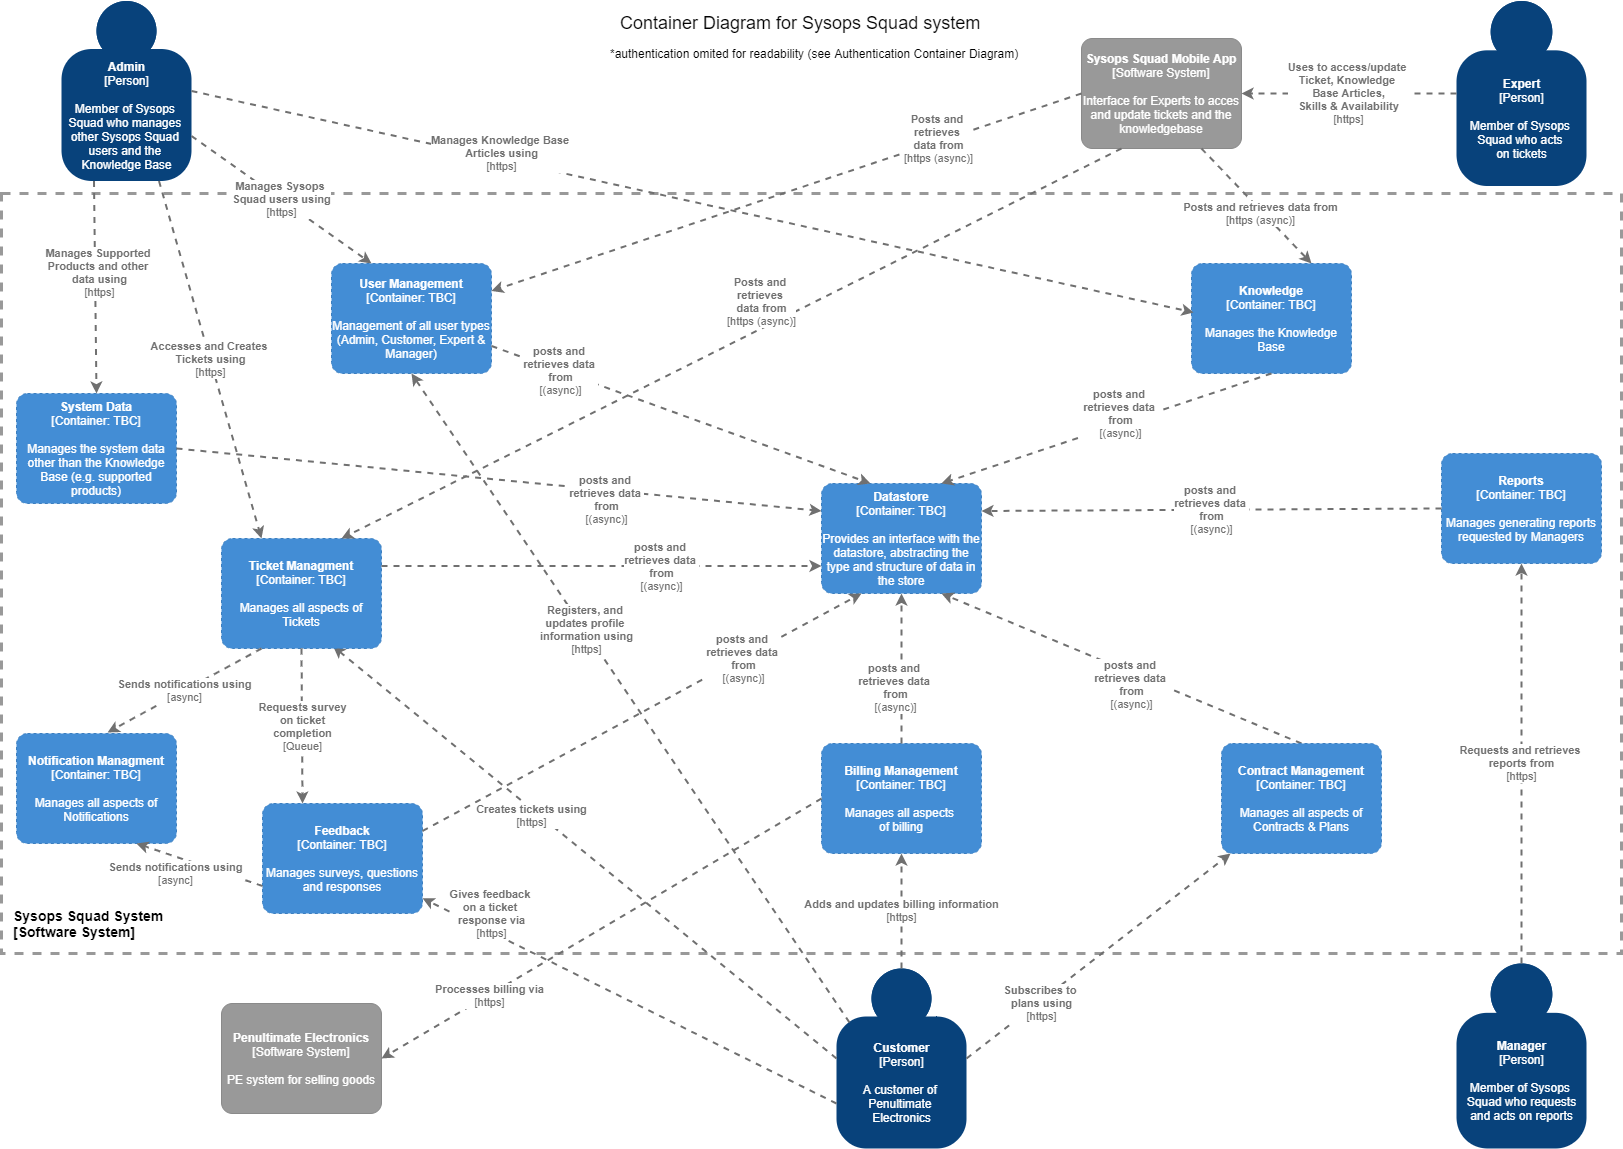 Container Diagram for Sysops Squad system
*authentication omited for readability (see Authentication Container Diagram)
Admin
[Person]
Member of Sysops
Squad who manages
other Sysops Squad
users and the
Knowledge Base
Sysops Squad Mobile App
[Software System]
Interface for Experts to acces
and update tickets and the
knowledgebase
Uses to access/update
Ticket, Knowledge
Base Articles,
Skills & Availability
[https]
Expert
[Person]
Member of Sysops
Squad who acts
on tickets
Manages Knowledge Base
Articles using
[https]
Posts and
retrieves
data from
[https (async)]
Manages Sysops
Squad users using
[https]
Posts and retrieves data from
[https (async)]
Manages Supported
Products and other
data using
[https]
User Management
[Container: TBC]
Management of all user types
(Admin, Customer, Expert &
Manager)
Posts and
retrieves
data from
[https (async)]
Knowledge
[Container: TBC]
Manages the Knowledge
Base
Accesses and Creates
Tickets using
[https]
posts and
retrieves data
from
[(async)]
posts and
retrieves data
from
[(async)]
System Data
[Container: TBC]
Manages the system data
other than the Knowledge
Base (e.g. supported
products)
posts and
retrieves data
from
[(async)]
Datastore
[Container: TBC]
Provides an interface with the
datastore, abstracting the
type and structure of data in
the store
posts and
retrieves data
from
[(async)]
Reports
[Container: TBC]
Manages generating reports
requested by Managers
Ticket Managment
[Container: TBC]
Manages all aspects of
Tickets
posts and
retrieves data
from
[(async)]
Registers, and
updates profile
information using
[https]
posts and
retrieves data
from
[(async)]
posts and
retrieves data
from
[(async)]
posts and
retrieves data
from
[(async)]
Sends notifications using
[async]
Requests survey
on ticket
completion
[Queue]
Notification Managment
[Container: TBC]
Manages all aspects of
Notifications
Billing Management
[Container: TBC]
Manages all aspects
of billing
Contract Management
[Container: TBC]
Manages all aspects of
Contracts & Plans
Requests and retrieves
reports from
[https]
Feedback
[Container: TBC]
Manages surveys, questions
and responses
Creates tickets using
[https]
Sends notifications using
[async]
Gives feedback
on a ticket
response via
[https]
Adds and updates billing information
[https]
Sysops Squad System
[Software System]
Processes billing via
[https]
Subscribes to
plans using
[https]
Penultimate Electronics
[Software System]
PE system for selling goods
Customer
[Person]
A customer of
Penultimate
Electronics
Manager
[Person]
Member of Sysops
Squad who requests
and acts on reports